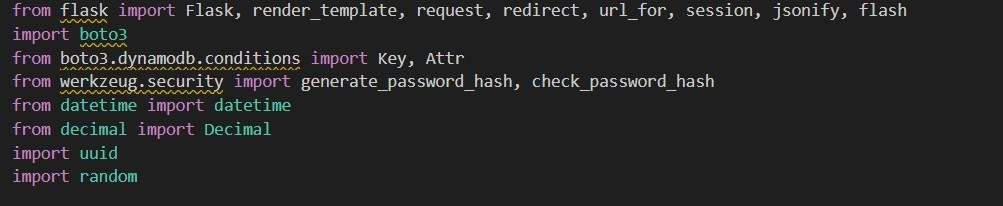 from flask import Flask, render_template, request, redirect, url_for, session, jsonify, flash
import boto3
from boto3.dynamodb.conditions import Key, Attr
from werkzeug.security import generate_password_hash, check_password_hash
from datetime import datetime
from decimal import Decimal
import uuid
import random